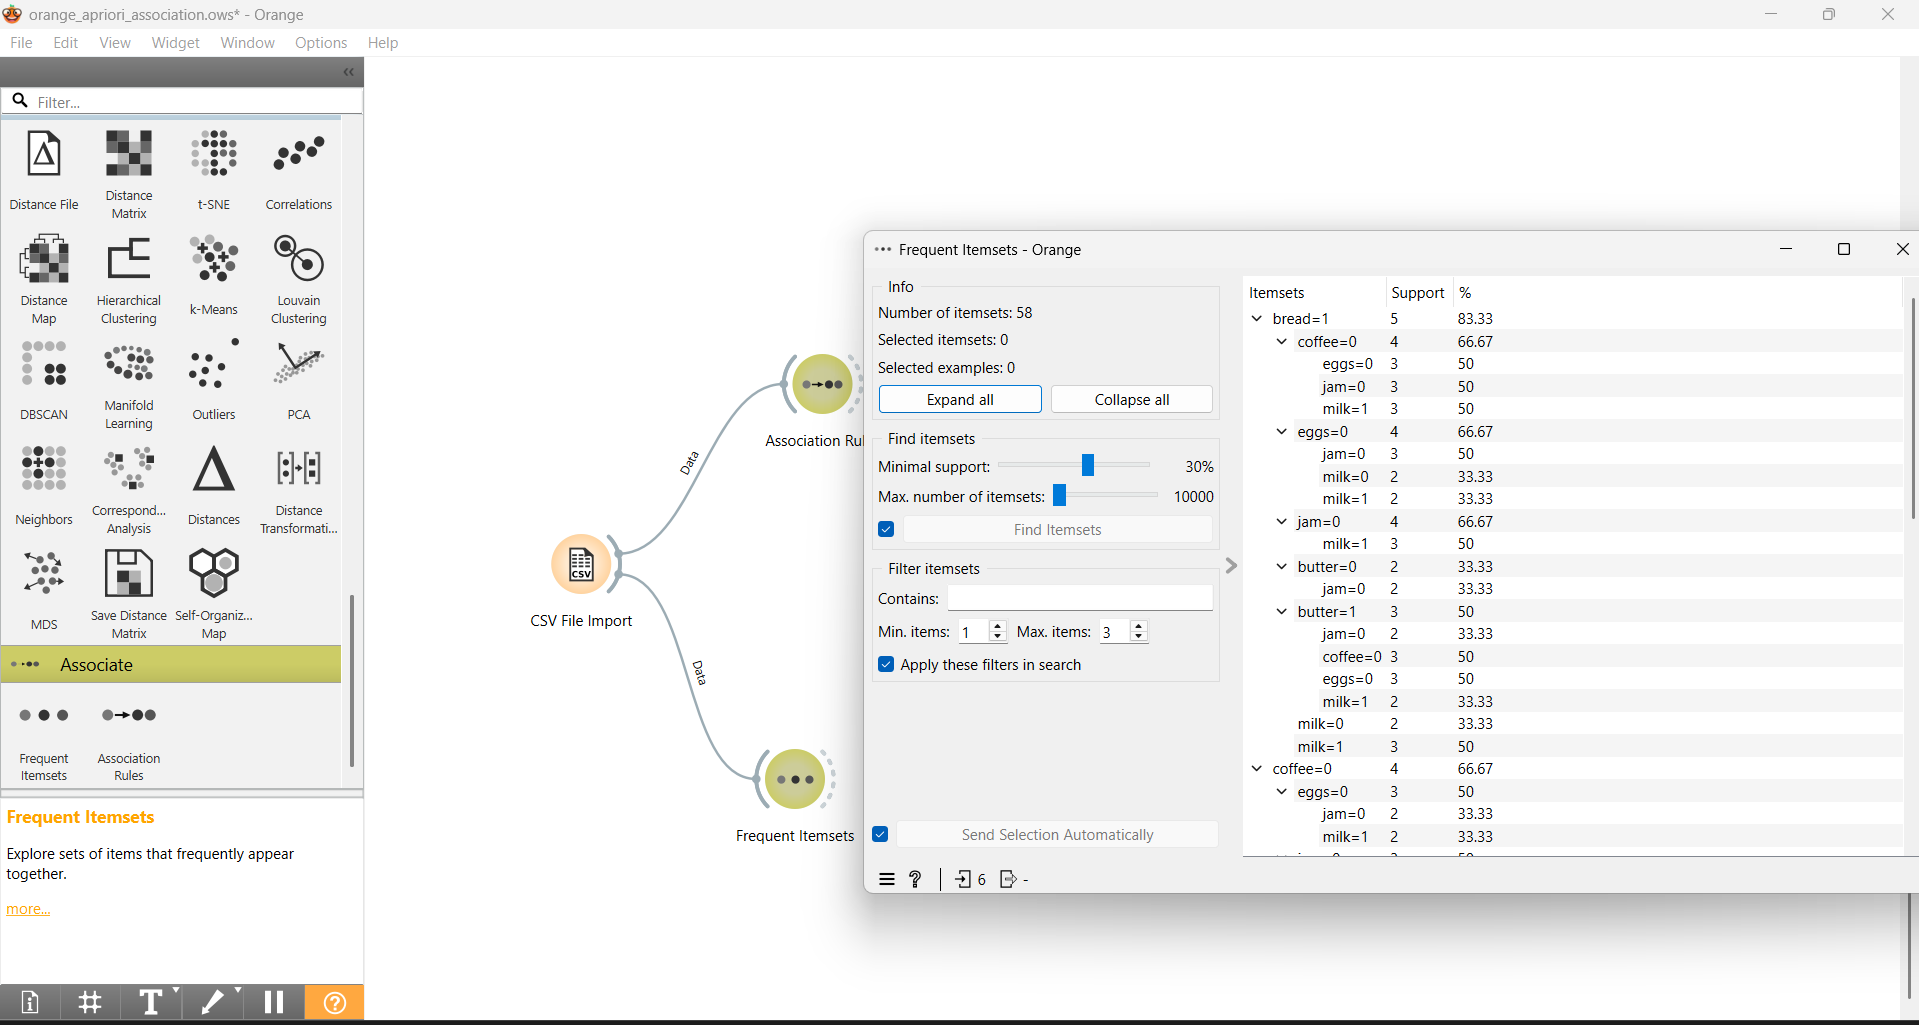 orange_apriori_association.ows* - Orange
File Edit View Widget Window Options Help
Filter...
Distance File
Distance Matrix
t-SNE
Correlations
Distance Map
Hierarchical Clustering
k-Means
Louvain Clustering
DBSCAN
Manifold Learning
Outliers
PCA
Neighbors
Correspond... Analysis
Distances
Distance Transformati...
MDS
Save Distance Matrix
Self-Organiz... Map
Associate
Frequent Itemsets
Association Rules
Frequent Itemsets
Explore sets of items that frequently appear
together.
more...
Data
Association Ru
CSV
CSV File Import
Data
Frequent Itemsets
Frequent Itemsets - Orange
Info
Number of itemsets: 58
Selected itemsets: 0
Selected examples: 0
Expand all Collapse all
Find itemsets
Minimal support: 30%
Max. number of itemsets: 10000
Find Itemsets
Filter itemsets
Contains:
Min. items: 1 Max. items: 3
Apply these filters in search
Send Selection Automatically
6 -
Itemsets Support %
bread=1 5 83.33
coffee=0 4 66.67
eggs=0 3 50
jam=0 3 50
milk=1 3 50
eggs=0 4 66.67
jam=0 3 50
milk=0 2 33.33
milk=1 2 33.33
jam=0 4 66.67
milk=1 3 50
butter=0 2 33.33
jam=0 2 33.33
butter=1 3 50
jam=0 2 33.33
coffee=0 3 50
eggs=0 3 50
milk=1 2 33.33
milk=0 2 33.33
milk=1 3 50
coffee=0 4 66.67
eggs=0 3 50
jam=0 2 33.33
milk=1 2 33.33